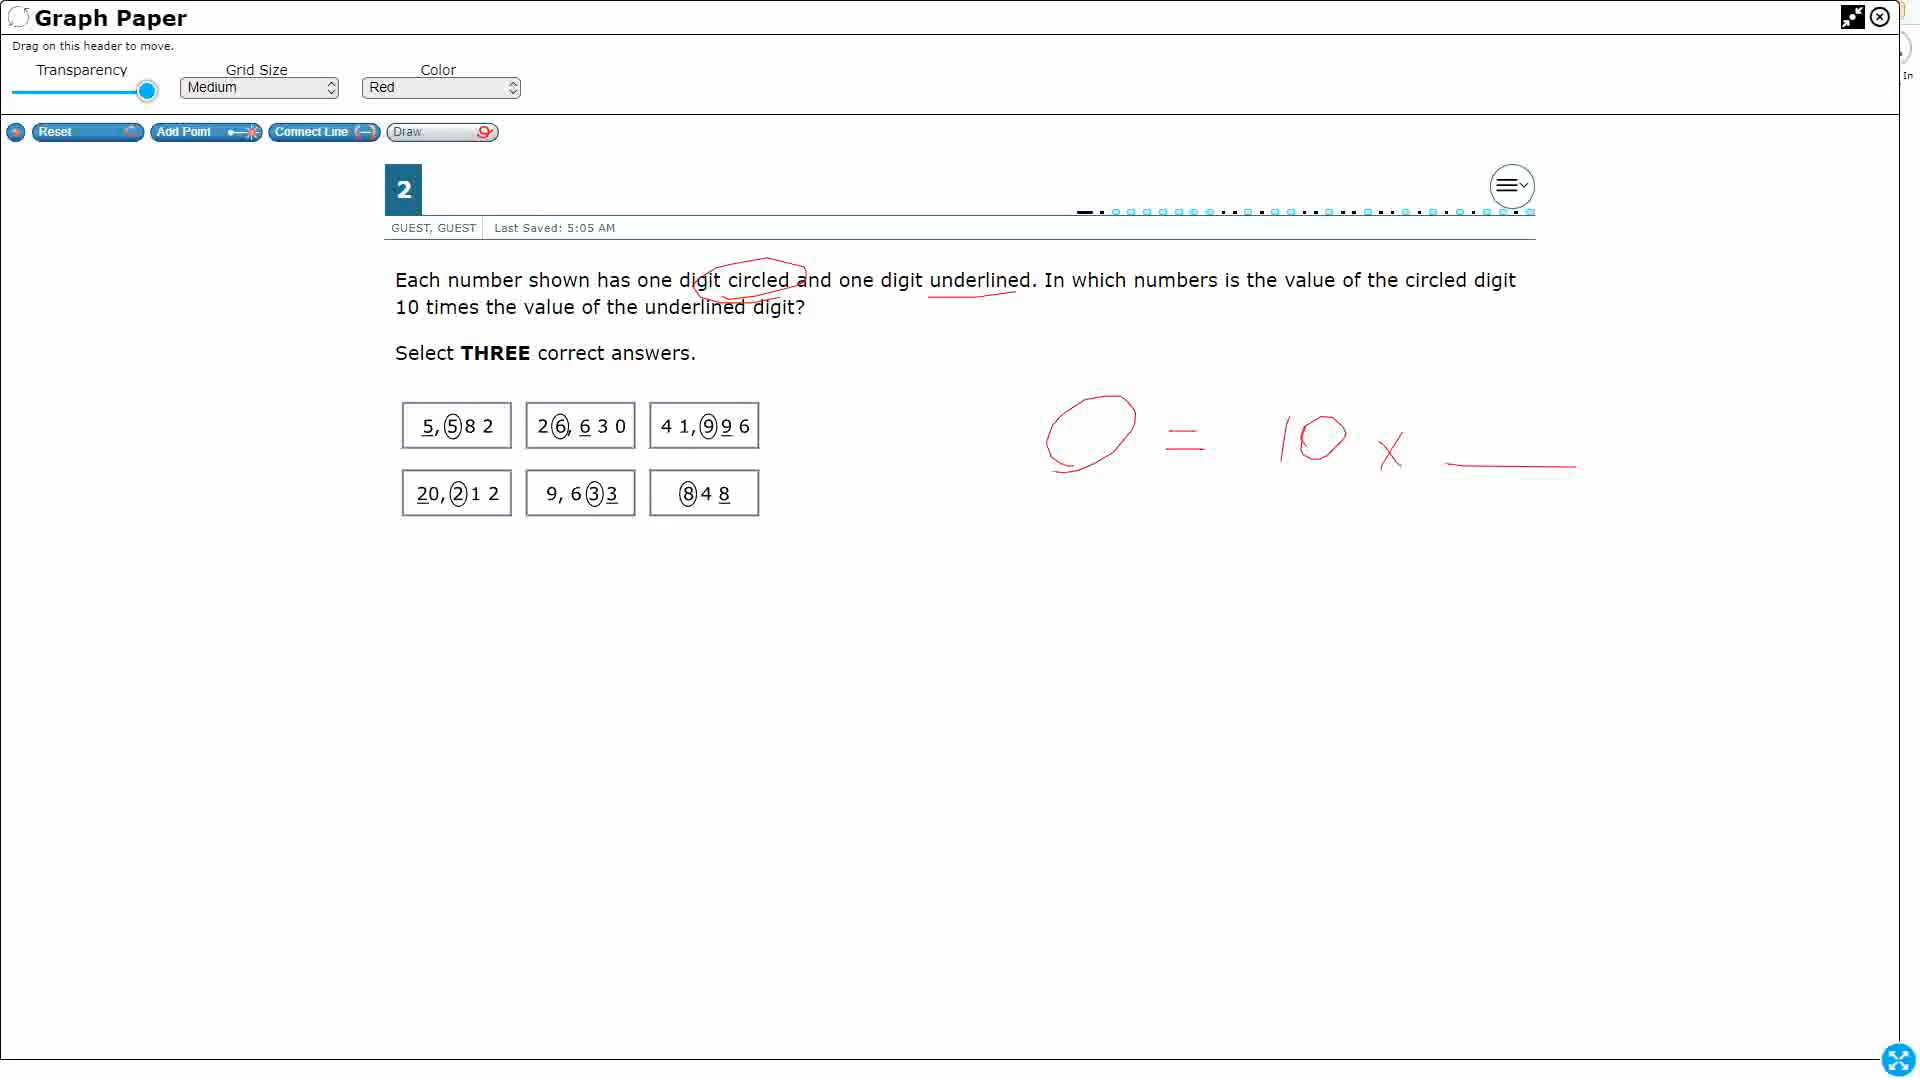 Graph Paper
Drag on this header to move.
Transparency Grid Size Color
Medium Red
Reset Add Point Connect Line Draw
2
GUEST, GUEST Last Saved: 5:05 AM
Each number shown has one digit circled and one digit underlined. In which numbers is the value of the circled digit
10 times the value of the underlined digit?
Select THREE correct answers.
5,582 26,630 41,996
20,212 9,633 848
= 10 x
In